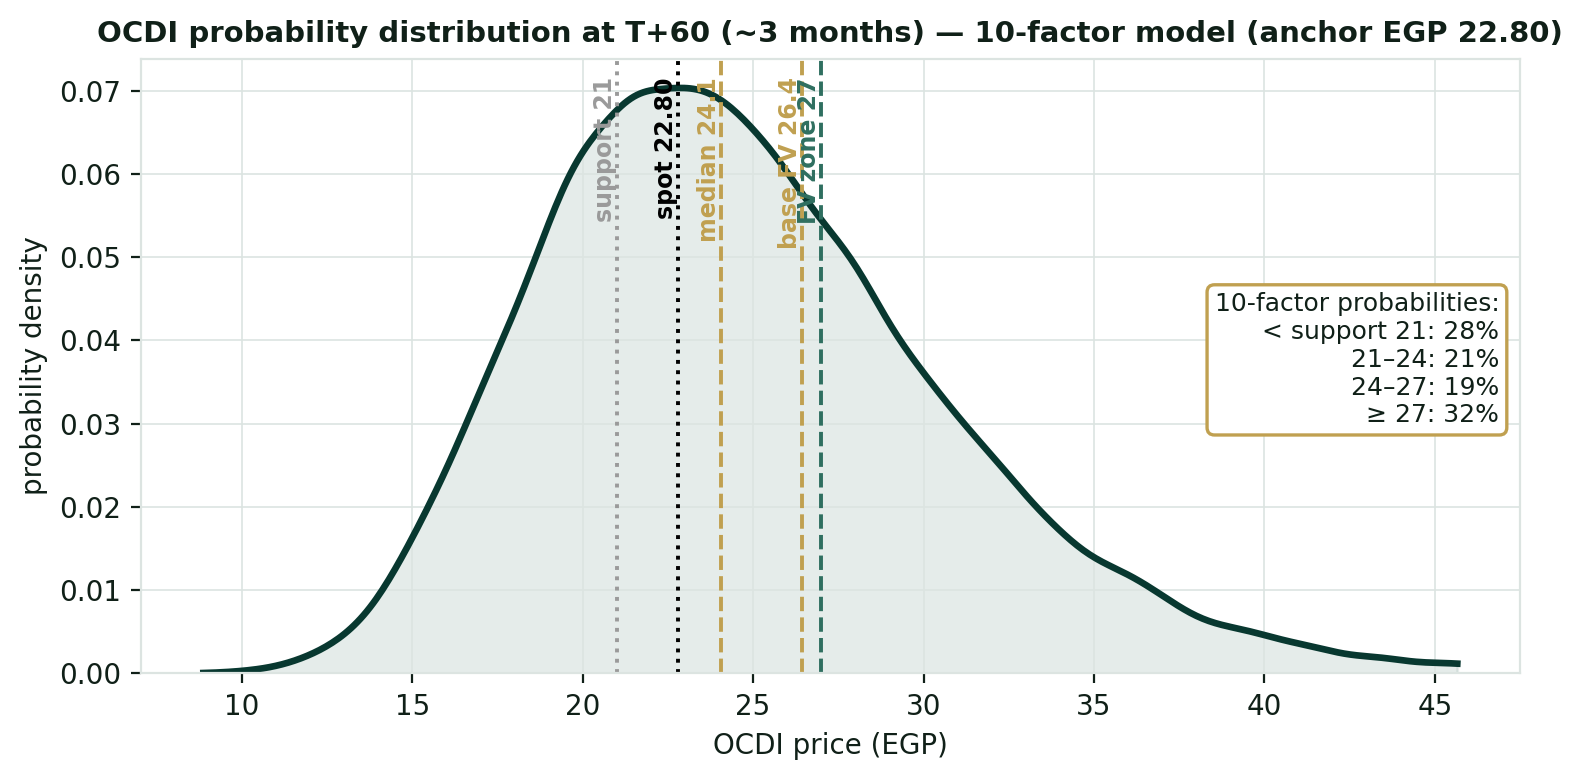 OCDI probability distribution at T+60 (~3 months) — 10-factor model (anchor EGP 22.80)
probability density
0.07
0.06
0.05
0.04
0.03
0.02
0.01
0.00
support 21
spot 22.80
median 24.1
base FV 26.4
FV zone 27
10-factor probabilities:
< support 21: 28%
21–24: 21%
24–27: 19%
≥ 27: 32%
10
15
20
25
30
35
40
45
OCDI price (EGP)